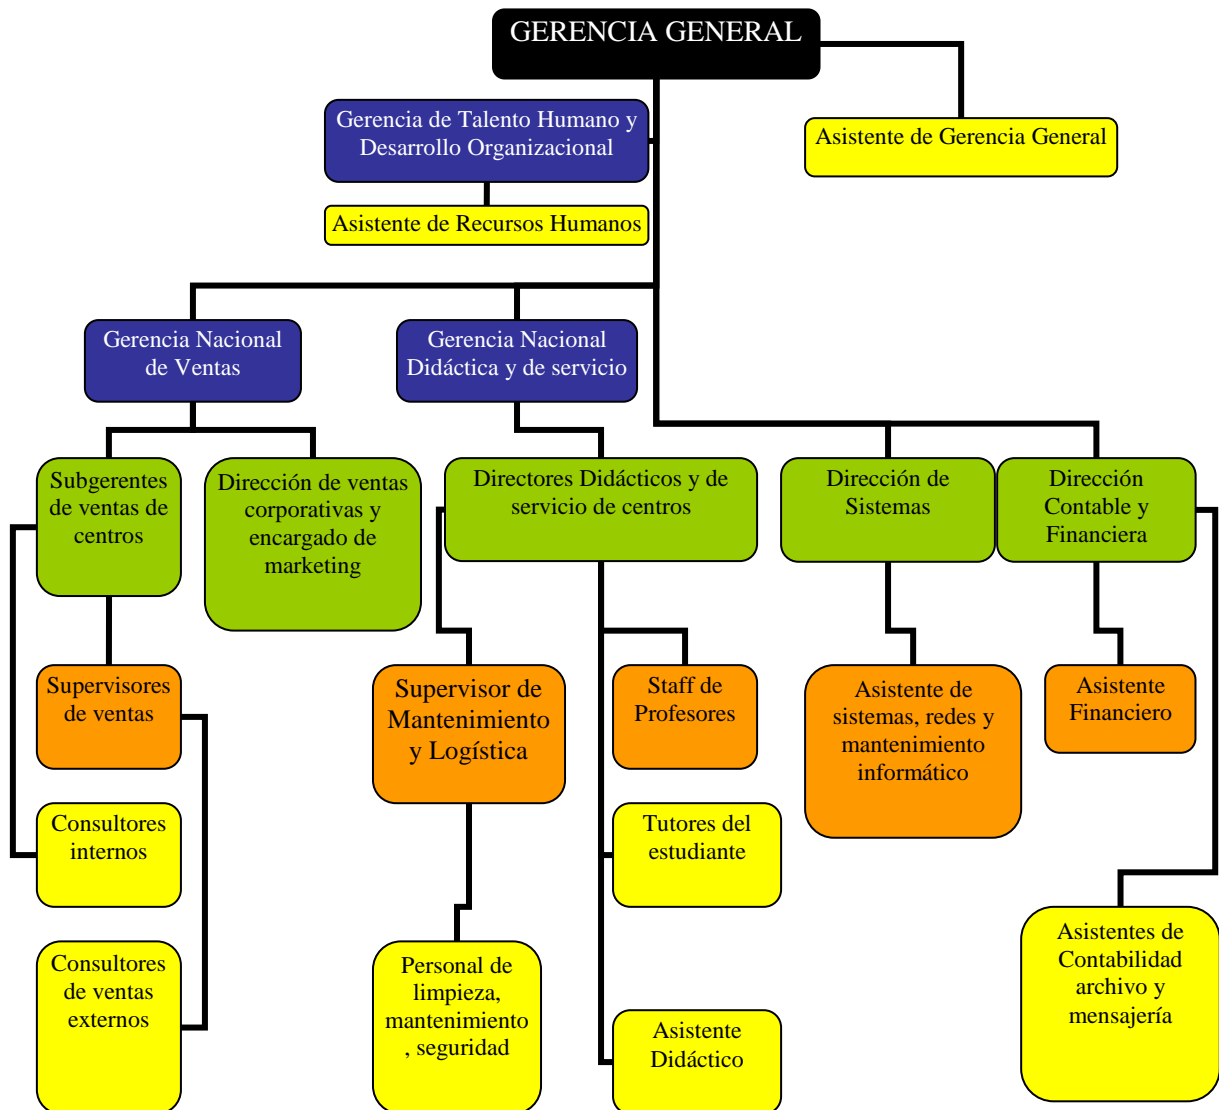 GERENCIA GENERAL
Gerencia de Talento Humano y
Desarrollo Organizacional
Asistente de Gerencia General
Asistente de Recursos Humanos
Gerencia Nacional
de Ventas
Gerencia Nacional
Didáctica y de servicio
Subgerentes
de ventas de
centros
Dirección de ventas
corporativas y
encargado de
marketing
Directores Didácticos y de
servicio de centros
Dirección de
Sistemas
Dirección
Contable y
Financiera
Supervisores
de ventas
Supervisor de
Mantenimiento
y Logística
Staff de
Profesores
Asistente de
sistemas, redes y
mantenimiento
informático
Asistente
Financiero
Consultores
internos
Tutores del
estudiante
Consultores
de ventas
externos
Personal de
limpieza,
mantenimiento
, seguridad
Asistente
Didáctico
Asistentes de
Contabilidad
archivo y
mensajería